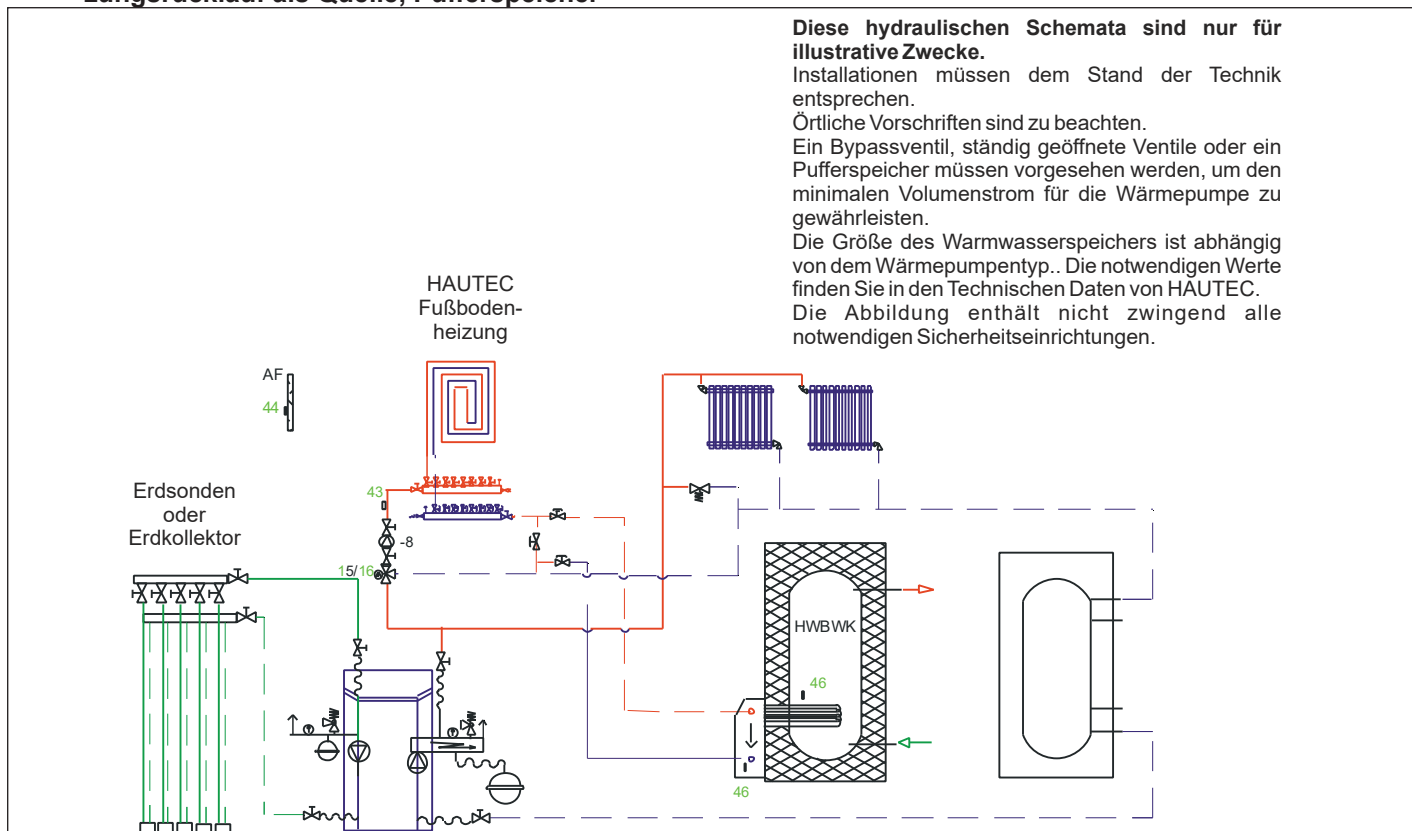 Längsrücklauf als Quelle, Pufferspeicher
Diese hydraulischen Schemata sind nur für
illustrative Zwecke.
Installationen müssen dem Stand der Technik
entsprechen.
Örtliche Vorschriften sind zu beachten.
Ein Bypassventil, ständig geöffnete Ventile oder ein
Pufferspeicher müssen vorgesehen werden, um den
minimalen Volumenstrom für die Wärmepumpe zu
gewährleisten.
Die Größe des Warmwasserspeichers ist abhängig
von dem Wärmepumpentyp.. Die notwendigen Werte
finden Sie in den Technischen Daten von HAUTEC.
Die Abbildung enthält nicht zwingend alle
notwendigen Sicherheitseinrichtungen.
HAUTEC
Fußboden-
heizung
AF
44
43
Erdsonden
oder
Erdkollektor
-8
15/16
HWBWK
46
46